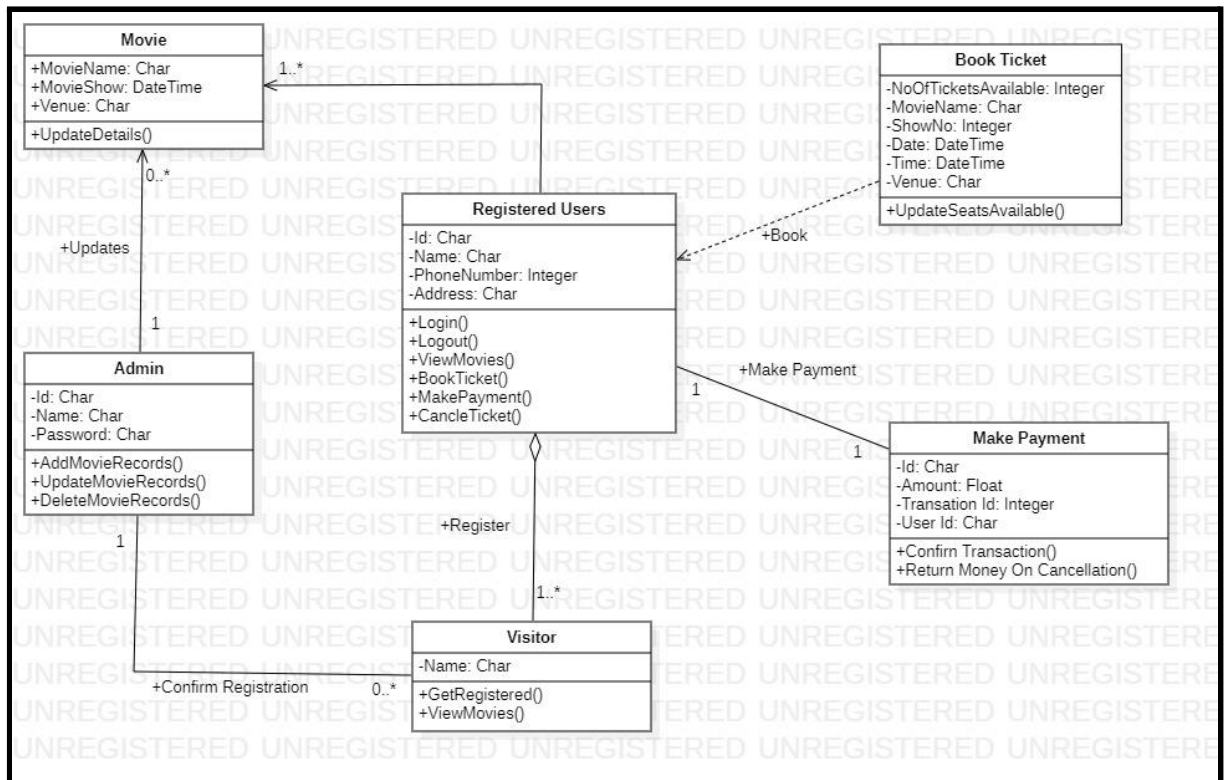 Movie
+MovieName: Char
+MovieShow: DateTime
+Venue: Char
+UpdateDetails()
1..*
0..*
+Updates
1
Book Ticket
-NoOfTicketsAvailable: Integer
-MovieName: Char
-ShowNo: Integer
-Date: DateTime
-Time: DateTime
-Venue: Char
+UpdateSeatsAvailable()
+Book
Registered Users
-Id: Char
-Name: Char
-PhoneNumber: Integer
-Address: Char
+Login()
+Logout()
+ViewMovies()
+BookTicket()
+MakePayment()
+CancleTicket()
Admin
-Id: Char
-Name: Char
-Password: Char
+AddMovieRecords()
+UpdateMovieRecords()
+DeleteMovieRecords()
+Make Payment
1
1
Make Payment
-Id: Char
-Amount: Float
-Transation Id: Integer
-User Id: Char
+Confirm Transaction()
+Return Money On Cancellation()
+Register
1..*
1
+Confirm Registration
0..*
Visitor
-Name: Char
+GetRegistered()
+ViewMovies()
UNREGISTERED